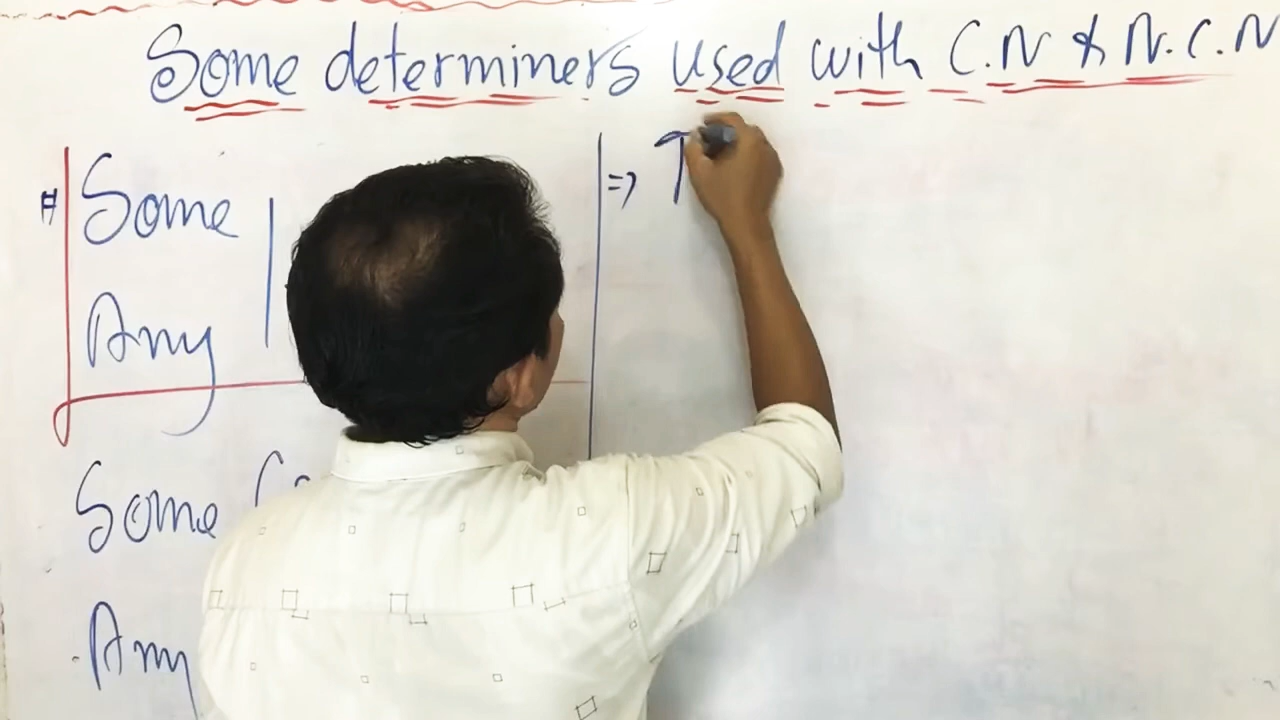 Some determiners used with C.N & N.C.N
# Some
Any
=> T
Some
Any